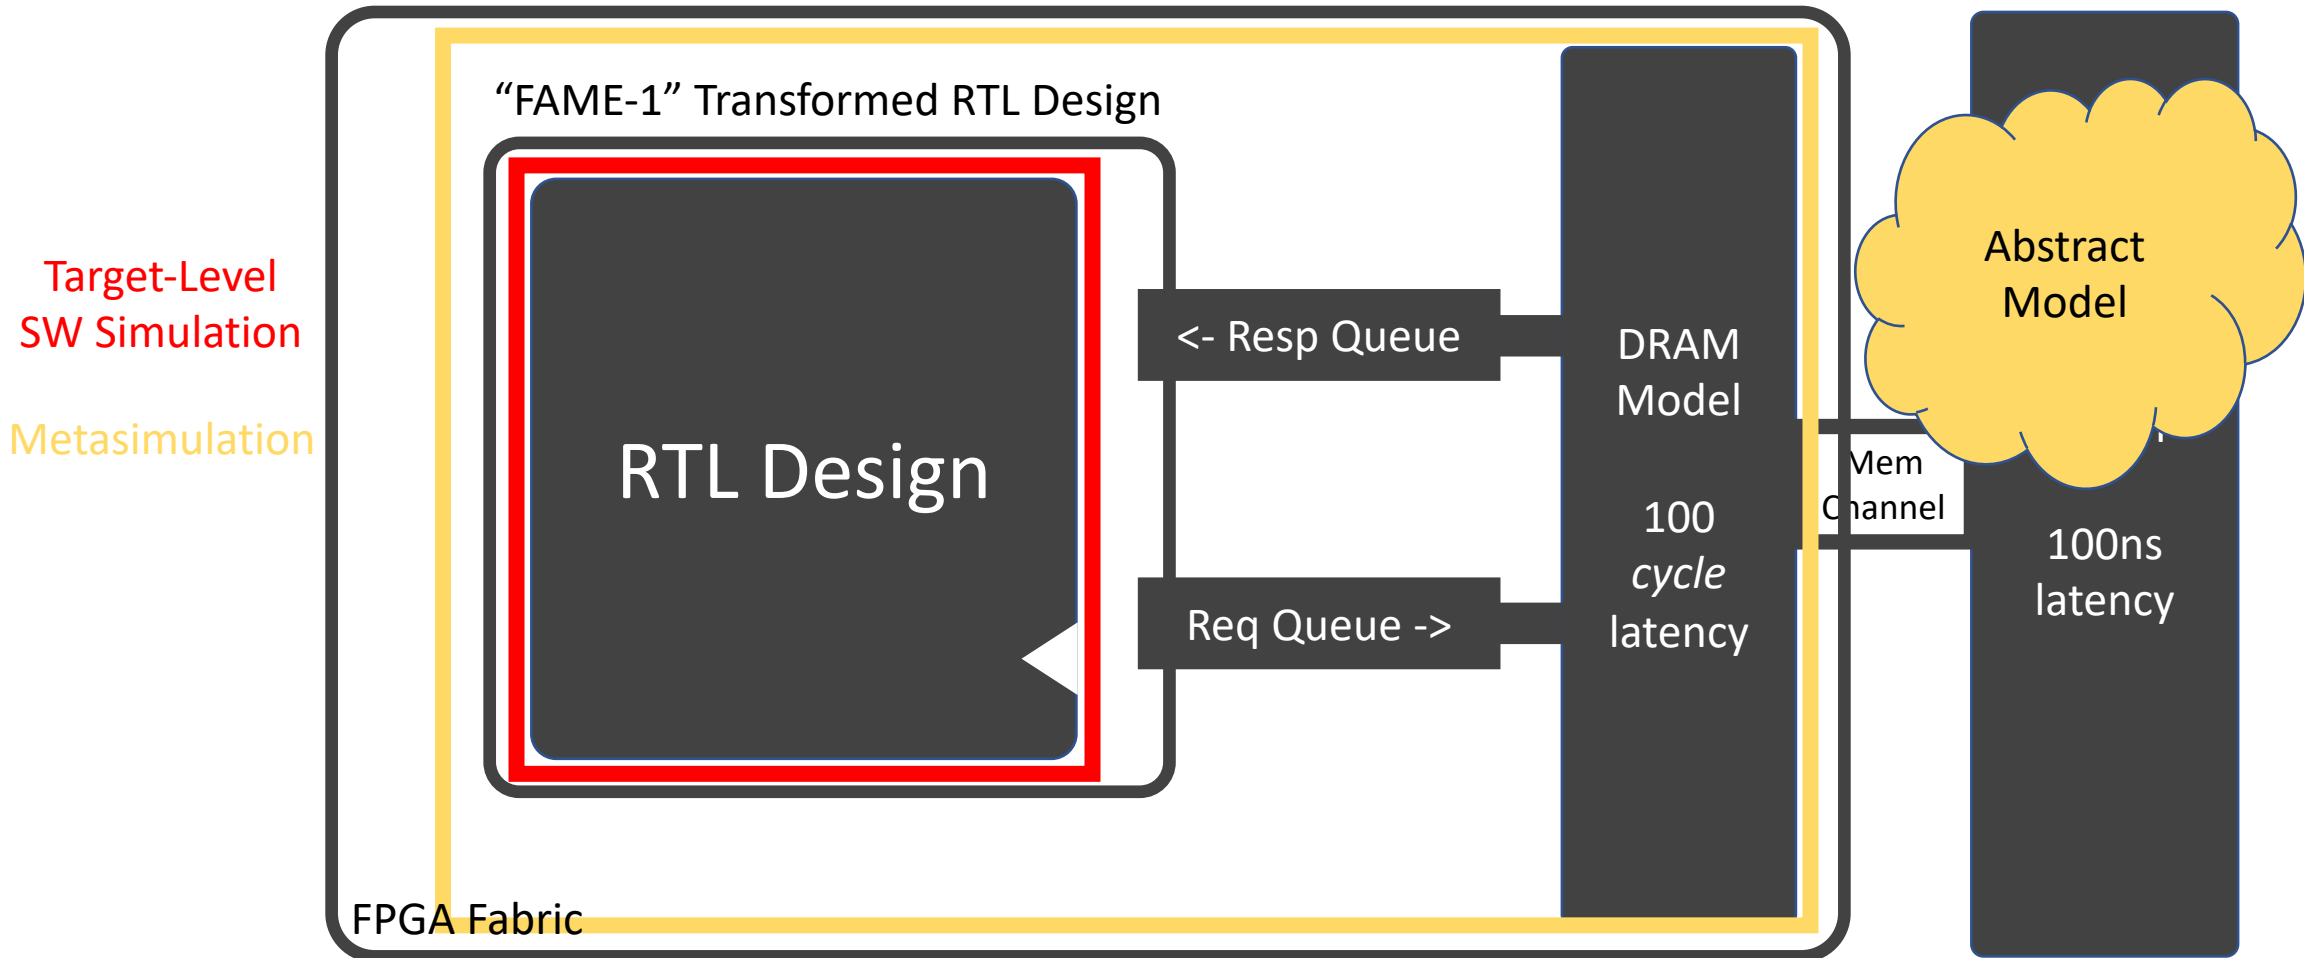 “FAME-1” Transformed RTL Design
Target-Level
SW Simulation
Metasimulation
RTL Design
<- Resp Queue
Req Queue ->
DRAM
Model
100
cycle
latency
Mem
Channel
Abstract
Model
100ns
latency
FPGA Fabric